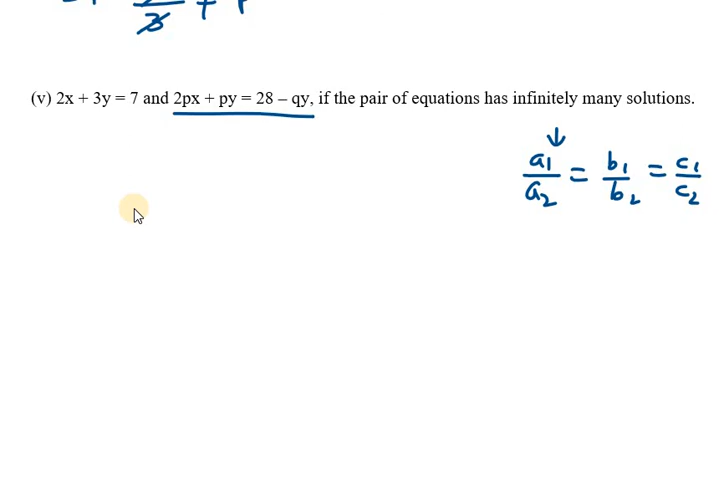 (v) 2x + 3y = 7 and 2px + py = 28 – qy, if the pair of equations has infinitely many solutions.
a1/a2 = b1/b2 = c1/c2